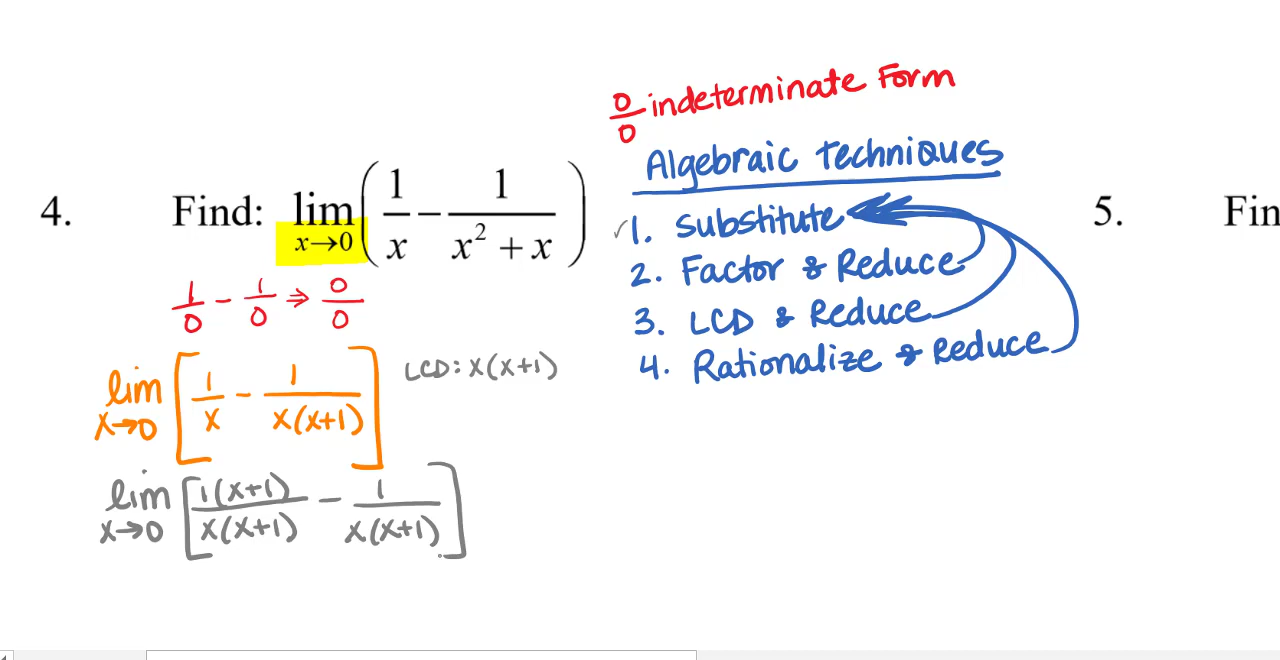 0/0 indeterminate Form
Algebraic Techniques
4. Find: lim x→0 (1/x − 1/(x² + x))
1. Substitute
2. Factor & Reduce
3. LCD & Reduce
4. Rationalize & Reduce
5. Fin
1/0 − 1/0 ⇒ 0/0
lim x→0 [1/x − 1/x(x+1)] LCD: x(x+1)
lim x→0 [1(x+1)/x(x+1) − 1/x(x+1)]